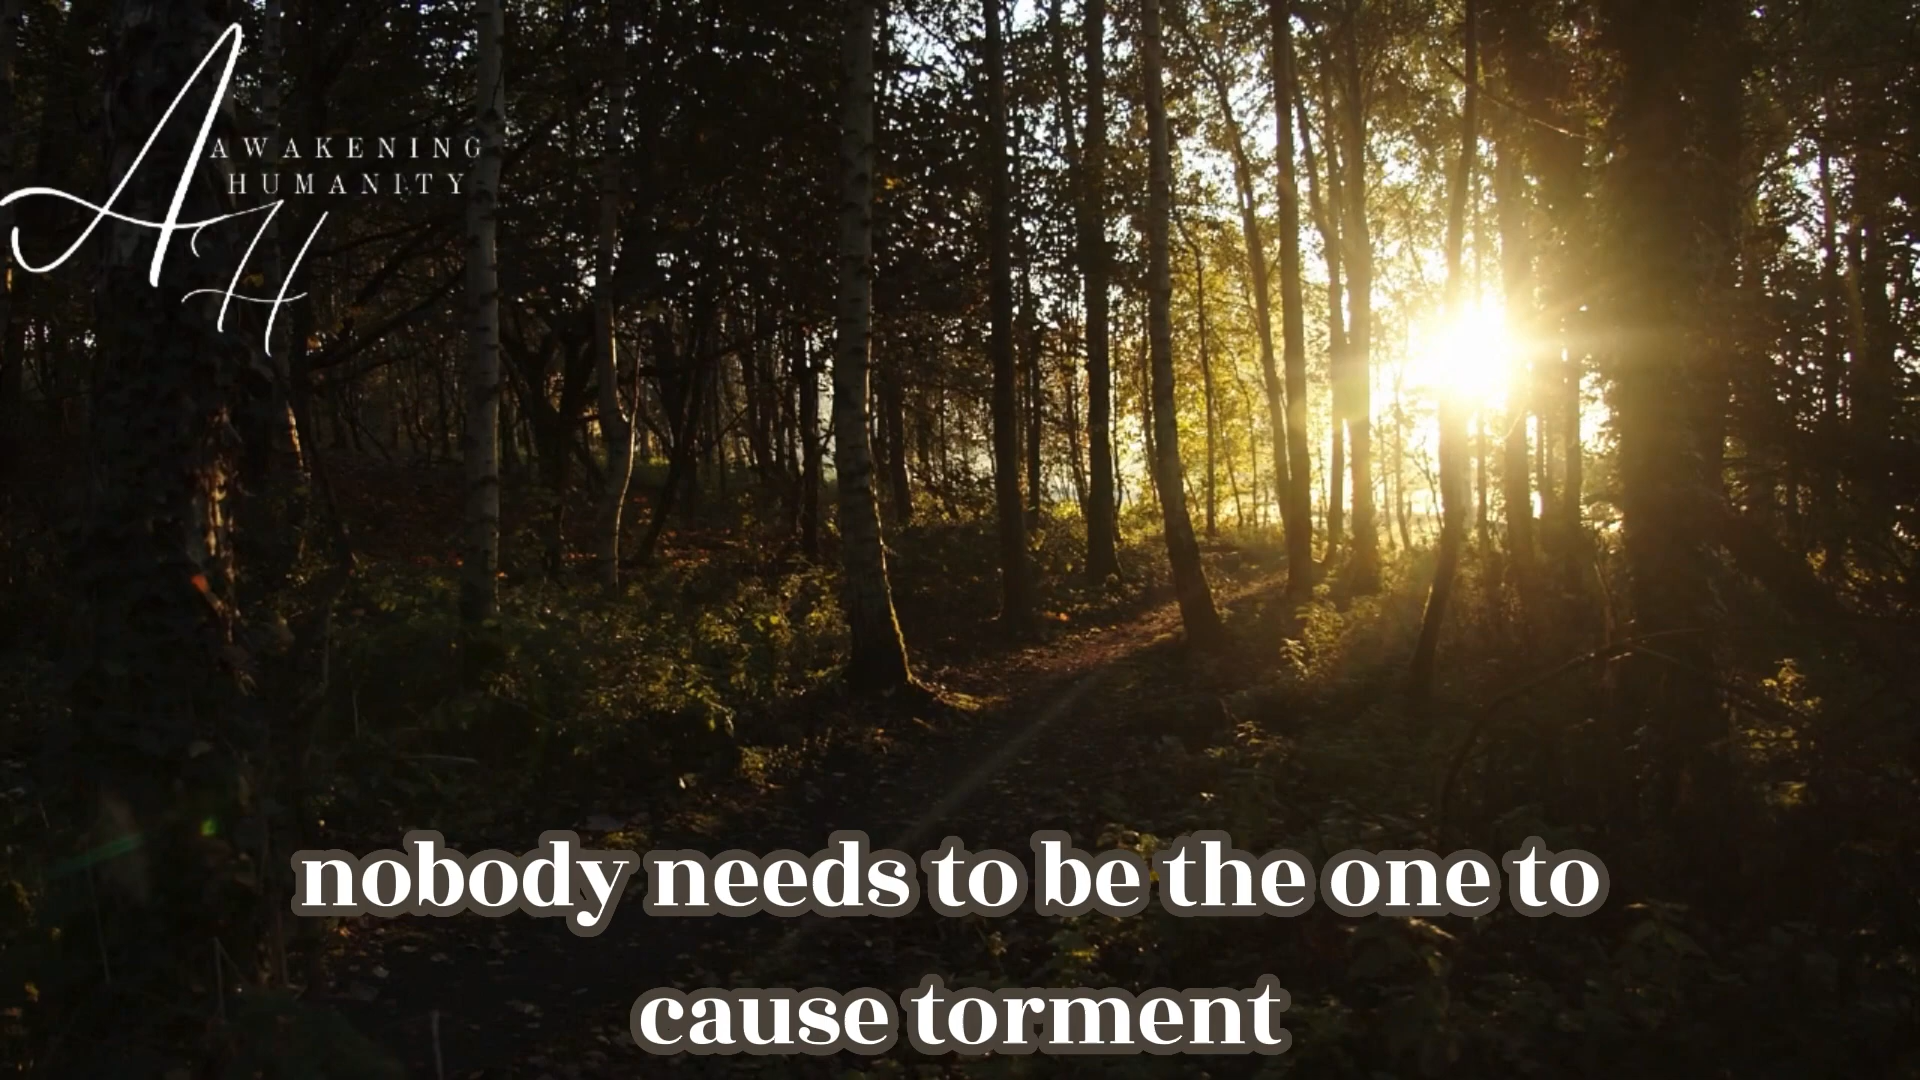 AWAKENING
HUMANITY
AH
nobody needs to be the one to
cause torment